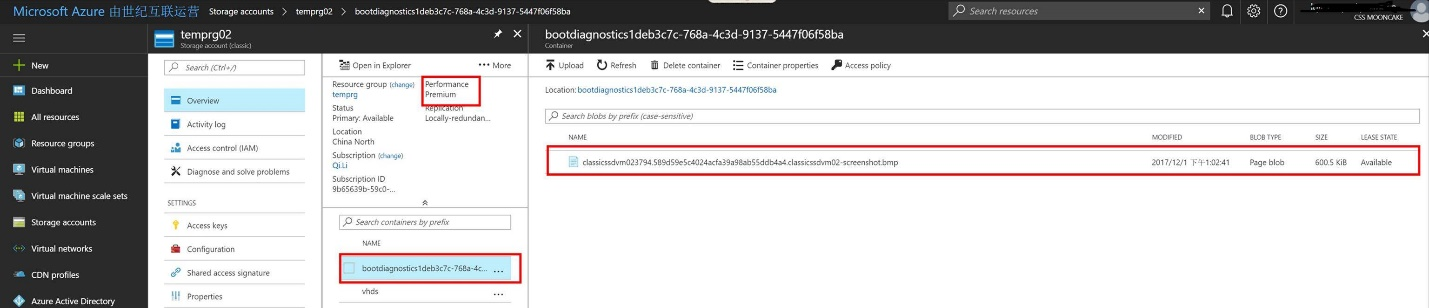 Microsoft Azure 由世纪互联运营
Storage accounts > temprg02 > bootdiagnostics1deb3c7c-768a-4c3d-9137-5447f06f58ba
Search resources
CSS MOONCAKE
New
Dashboard
All resources
Resource groups
Virtual machines
Virtual machine scale sets
Storage accounts
Virtual networks
CDN profiles
Azure Active Directory
temprg02
Storage account (classic)
Search (Ctrl+/)
Overview
Activity log
Access control (IAM)
Diagnose and solve problems
SETTINGS
Access keys
Configuration
Shared access signature
Properties
Open in Explorer
••• More
Resource group (change)
temprg
Status
Primary: Available
Location
China North
Subscription (change)
Qi.Li
Subscription ID
9b65639b-59c0-...
Performance
Premium
Replication
Locally-redundan...
Search containers by prefix
NAME
bootdiagnostics1deb3c7c-768a-4c... ...
vhds ...
bootdiagnostics1deb3c7c-768a-4c3d-9137-5447f06f58ba
Container
Upload Refresh Delete container Container properties Access policy
Location: bootdiagnostics1deb3c7c-768a-4c3d-9137-5447f06f58ba
Search blobs by prefix (case-sensitive)
NAME MODIFIED BLOB TYPE SIZE LEASE STATE
classicssdvm023794.589d59e5c4024acfa39a98ab55ddb4a4.classicssdvm02-screenshot.bmp 2017/12/1 下午1:02:41 Page blob 600.5 KiB Available